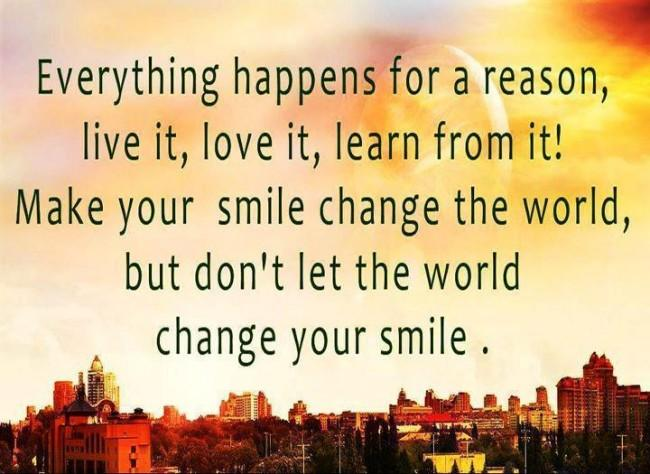 Everything happens for a reason,
live it, love it, learn from it!
Make your  smile change the world,
but don't let the world
change your smile .